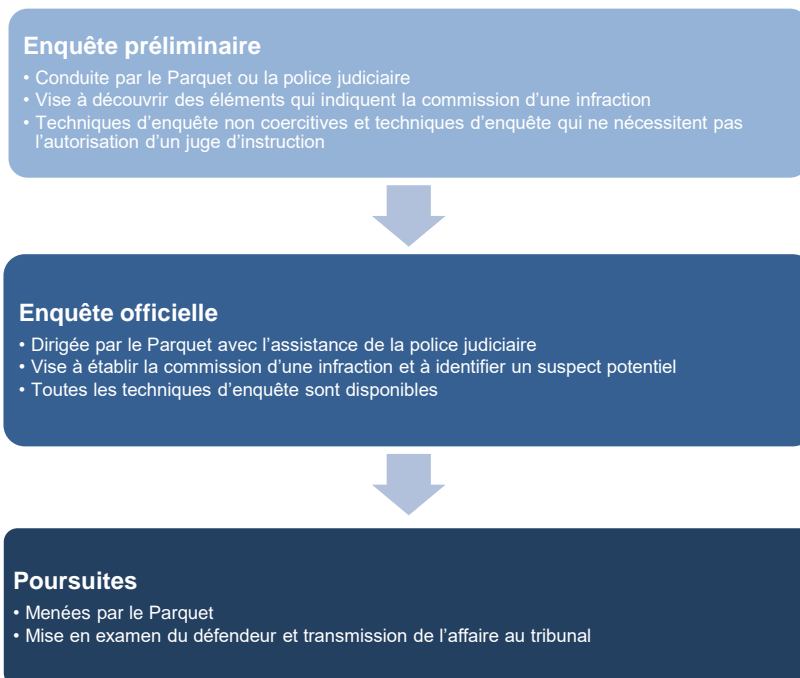 Enquête préliminaire
• Conduite par le Parquet ou la police judiciaire
• Vise à découvrir des éléments qui indiquent la commission d’une infraction
• Techniques d’enquête non coercitives et techniques d’enquête qui ne nécessitent pas
l’autorisation d’un juge d’instruction
Enquête officielle
• Dirigée par le Parquet avec l’assistance de la police judiciaire
• Vise à établir la commission d’une infraction et à identifier un suspect potentiel
• Toutes les techniques d’enquête sont disponibles
Poursuites
• Menées par le Parquet
• Mise en examen du défendeur et transmission de l’affaire au tribunal